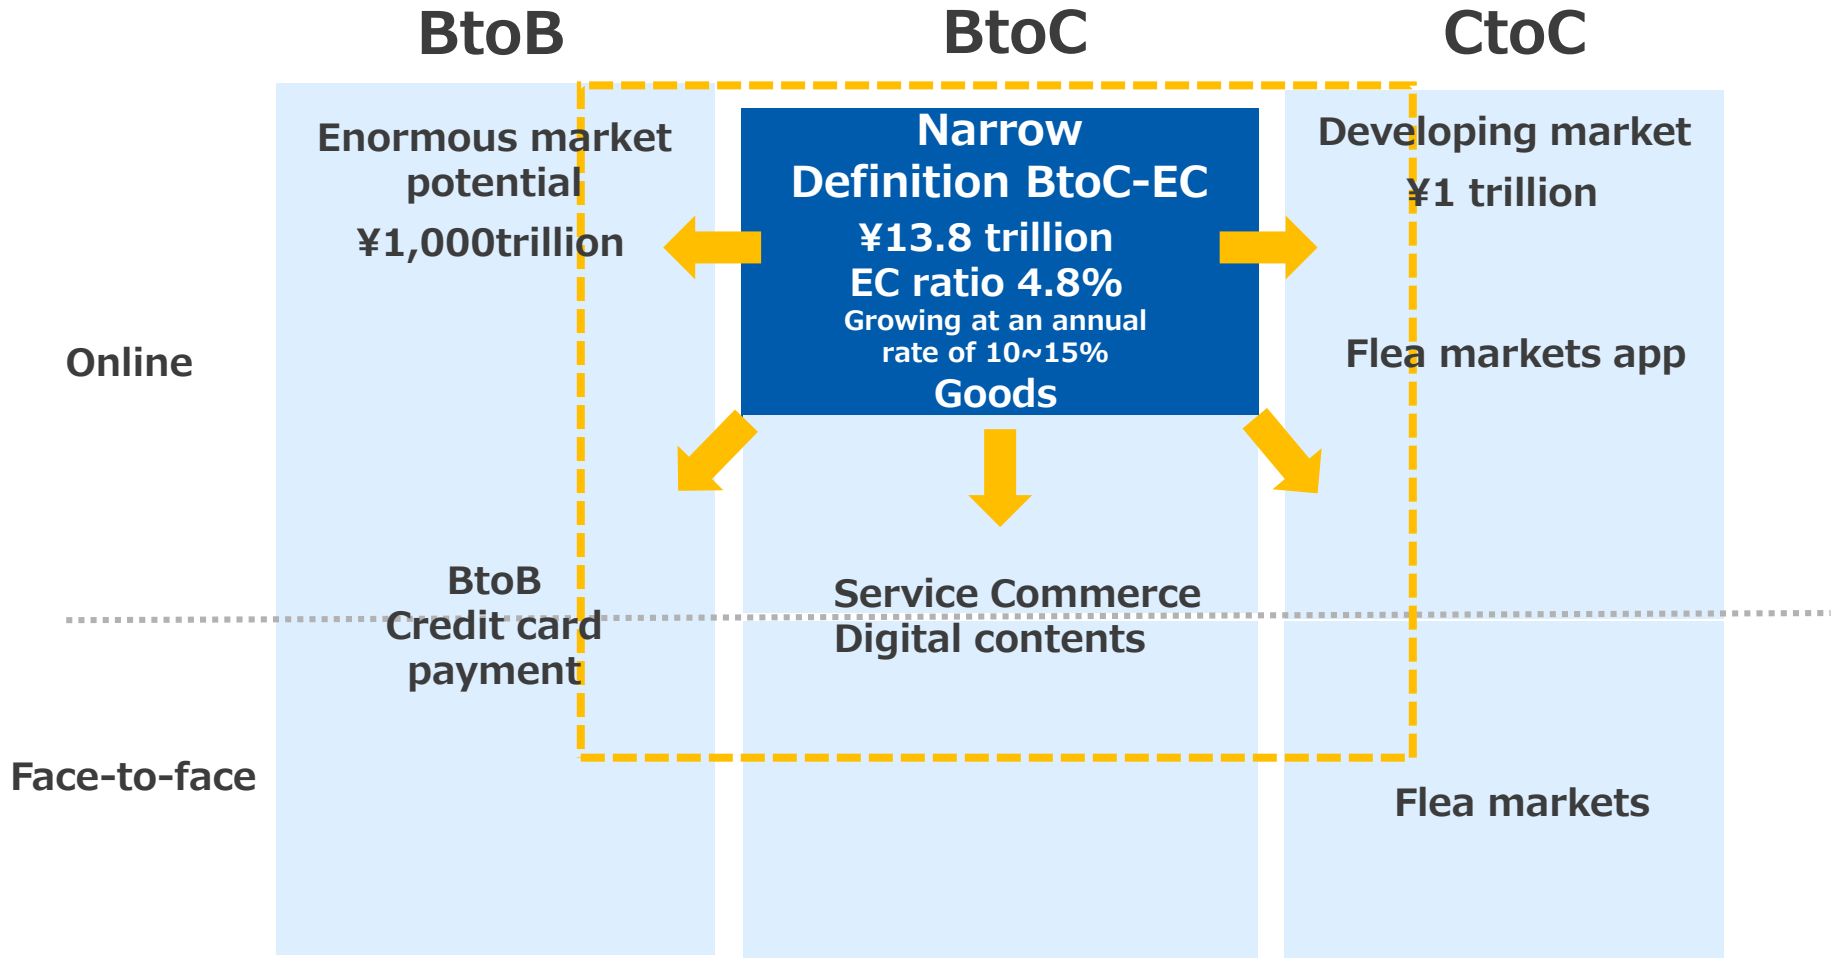 BtoB
BtoC
CtoC
Enormous market
potential
¥1,000trillion
Narrow
Definition BtoC-EC
¥13.8 trillion
EC ratio 4.8%
Growing at an annual
rate of 10~15%
Goods
Developing market
¥1 trillion
Online
Flea markets app
BtoB
Credit card
payment
Service Commerce
Digital contents
Face-to-face
Flea markets